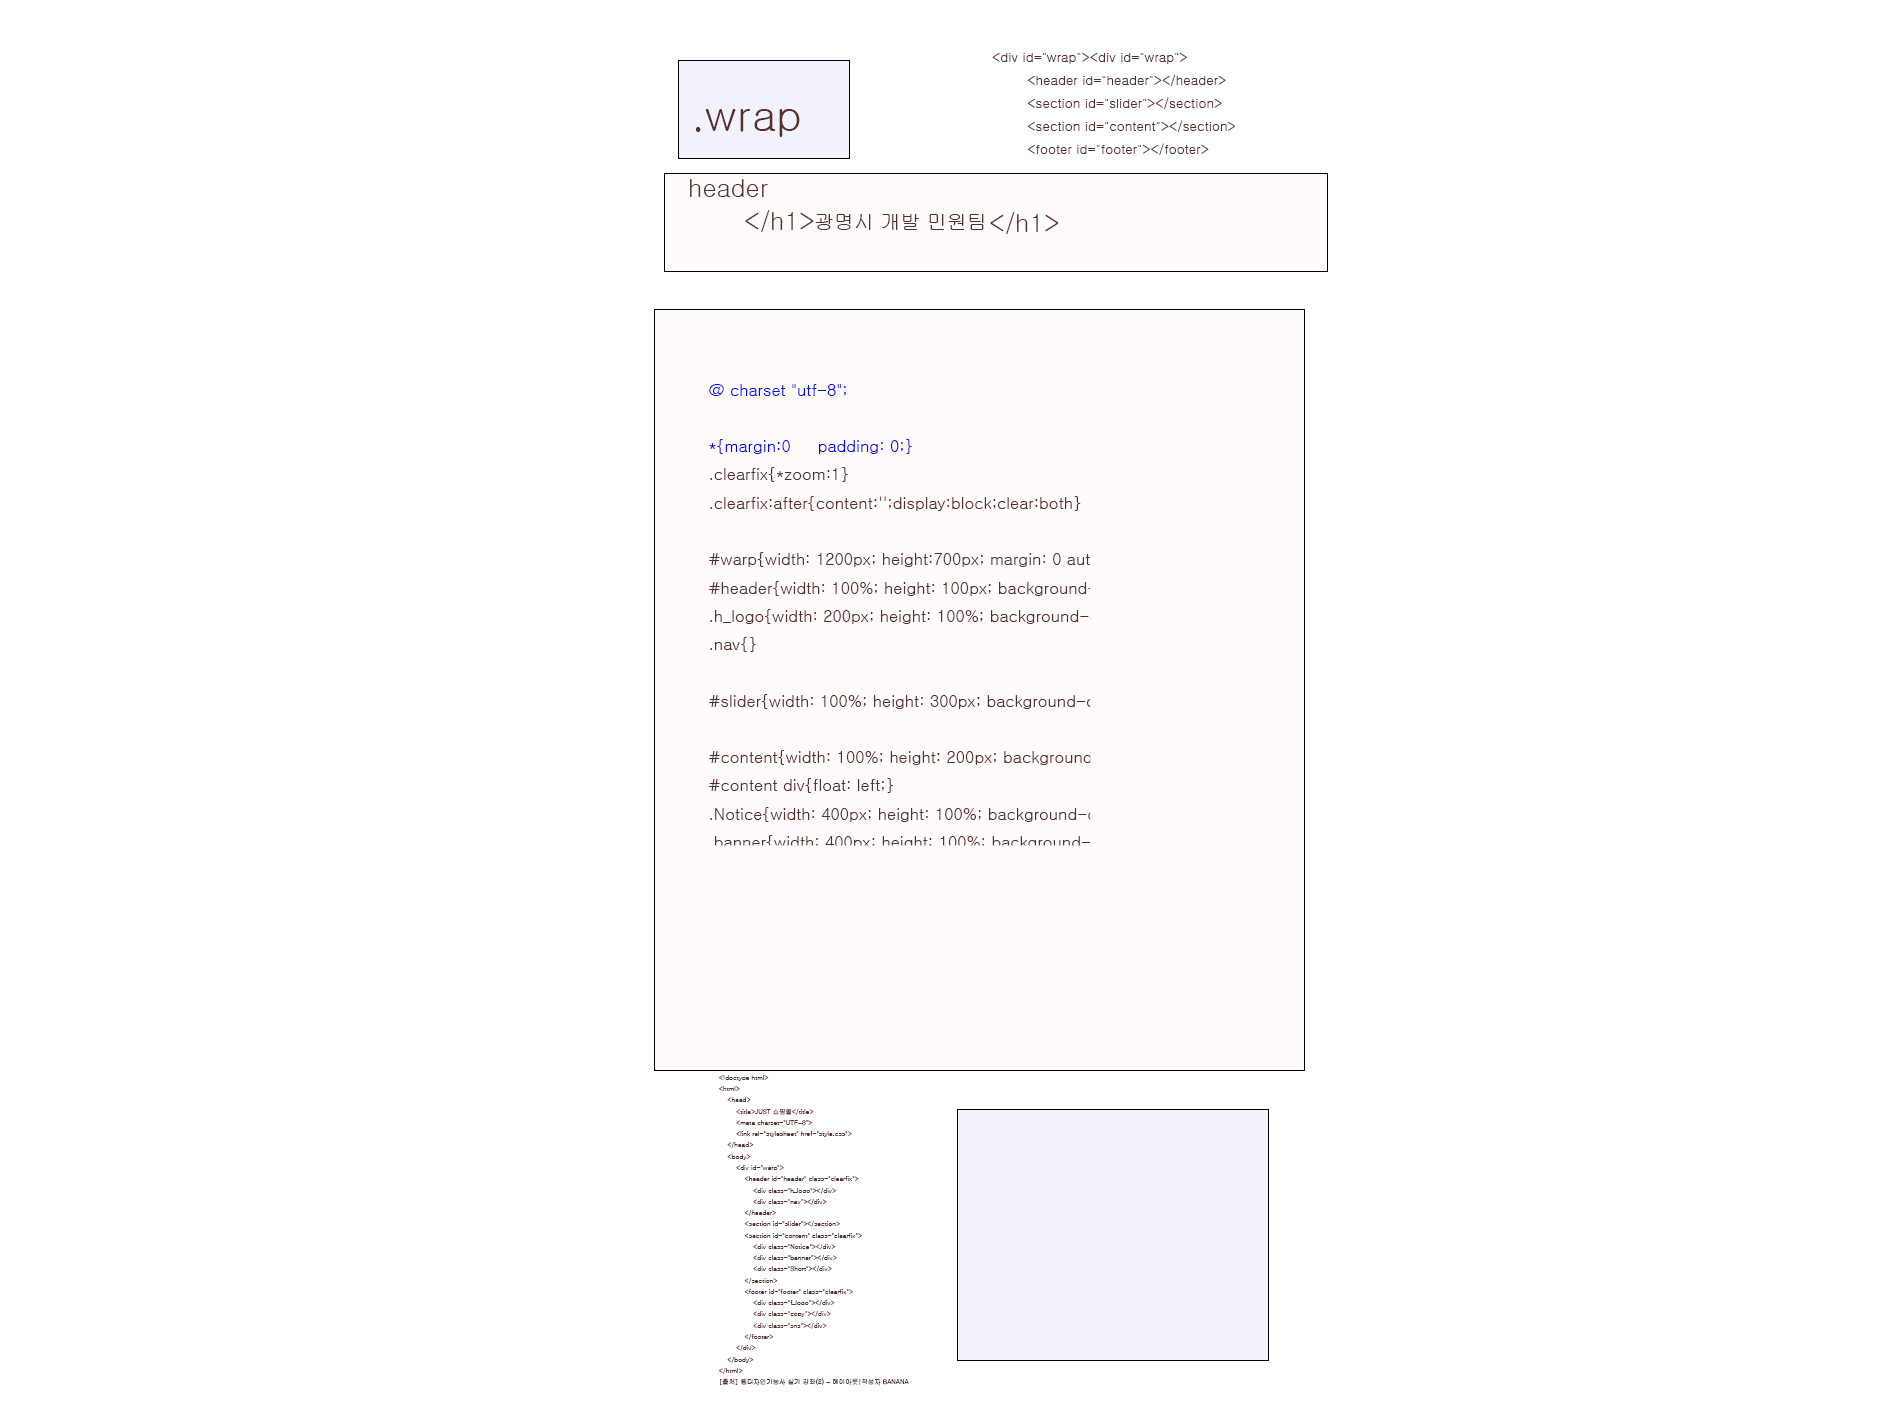 .wrap
<div id="wrap"><div id="wrap">
<header id="header"></header>
<section id="slider"></section>
<section id="content"></section>
<footer id="footer"></footer>
header
</h1>광명시 개발 민원팀</h1>
@ charset "utf-8";
*{margin:0 padding: 0;}
.clearfix{*zoom:1}
.clearfix:after{content:'';display:block;clear:both}
#warp{width: 1200px; height:700px; margin: 0 aut
#header{width: 100%; height: 100px; background-
.h_logo{width: 200px; height: 100%; background-
.nav{}
#slider{width: 100%; height: 300px; background-c
#content{width: 100%; height: 200px; background
#content div{float: left;}
.Notice{width: 400px; height: 100%; background-c
.banner{width: 400px; height: 100%; background-
<!doctype html>
<html>
<head>
<title>JUST 쇼핑몰</title>
<meta charset="UTF-8">
<link rel="stylesheet" href="style.css">
</head>
<body>
<div id="warp">
<header id="header" class="clearfix">
<div class="h_logo"></div>
<div class="nav"></div>
</header>
<section id="slider"></section>
<section id="content" class="clearfix">
<div class="Notice"></div>
<div class="banner"></div>
<div class="Short"></div>
</section>
<footer id="footer" class="clearfix">
<div class="f_logo"></div>
<div class="copy"></div>
<div class="sns"></div>
</footer>
</div>
</body>
</html>
[출처] 웹디자인기능사 실기 강좌(2) - 레이아웃|작성자 BANANA